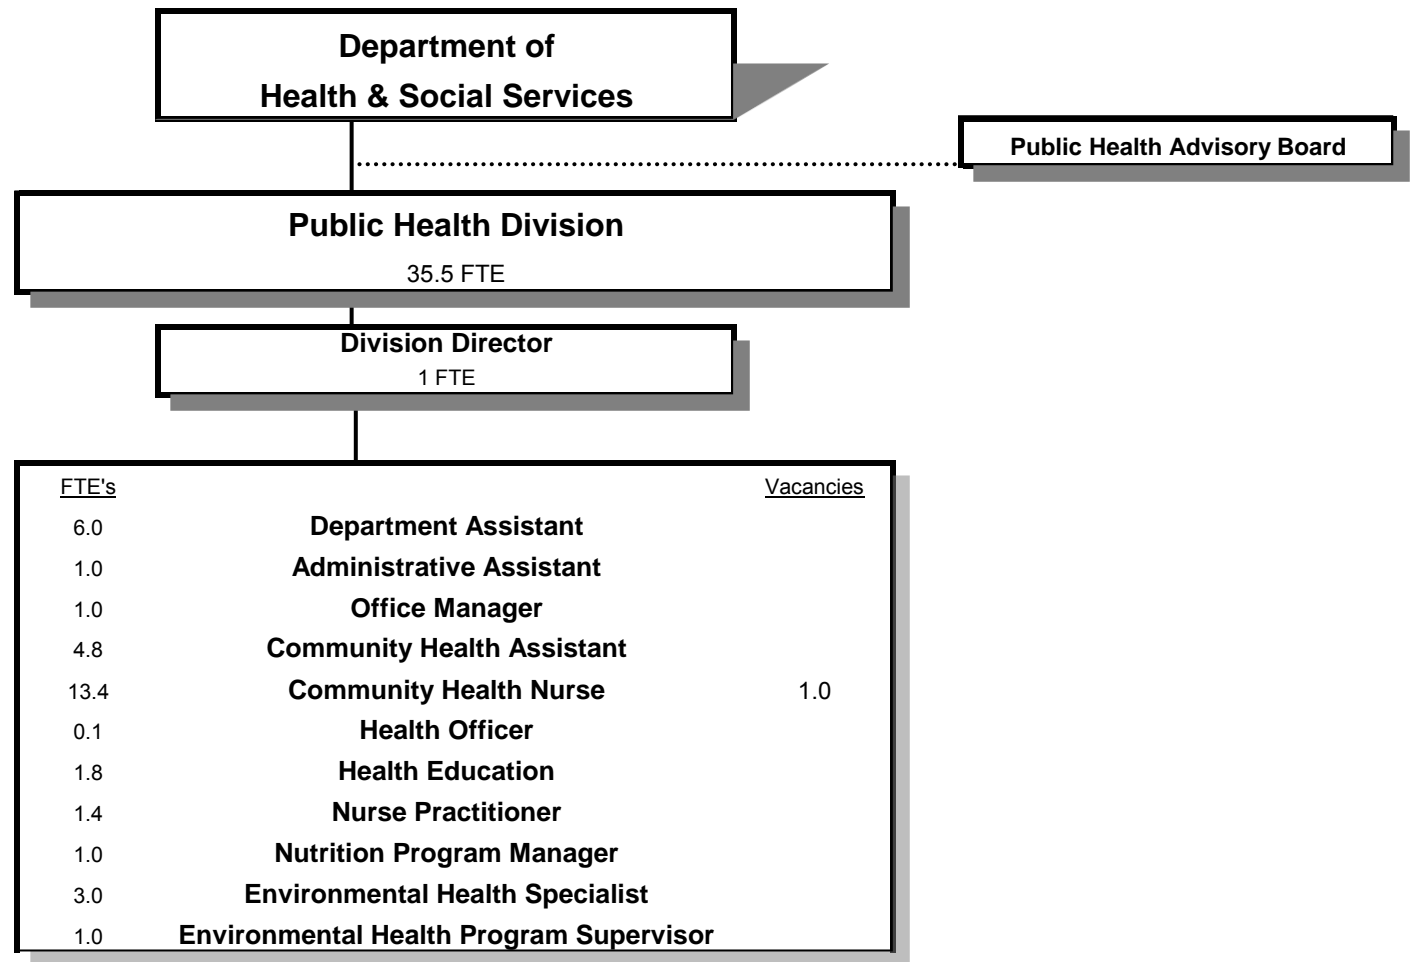 Department of
Health & Social Services
Public Health Advisory Board
Public Health Division
35.5 FTE
Division Director
1 FTE
FTE's Vacancies
6.0 Department Assistant
1.0 Administrative Assistant
1.0 Office Manager
4.8 Community Health Assistant
13.4 Community Health Nurse 1.0
0.1 Health Officer
1.8 Health Education
1.4 Nurse Practitioner
1.0 Nutrition Program Manager
3.0 Environmental Health Specialist
1.0 Environmental Health Program Supervisor